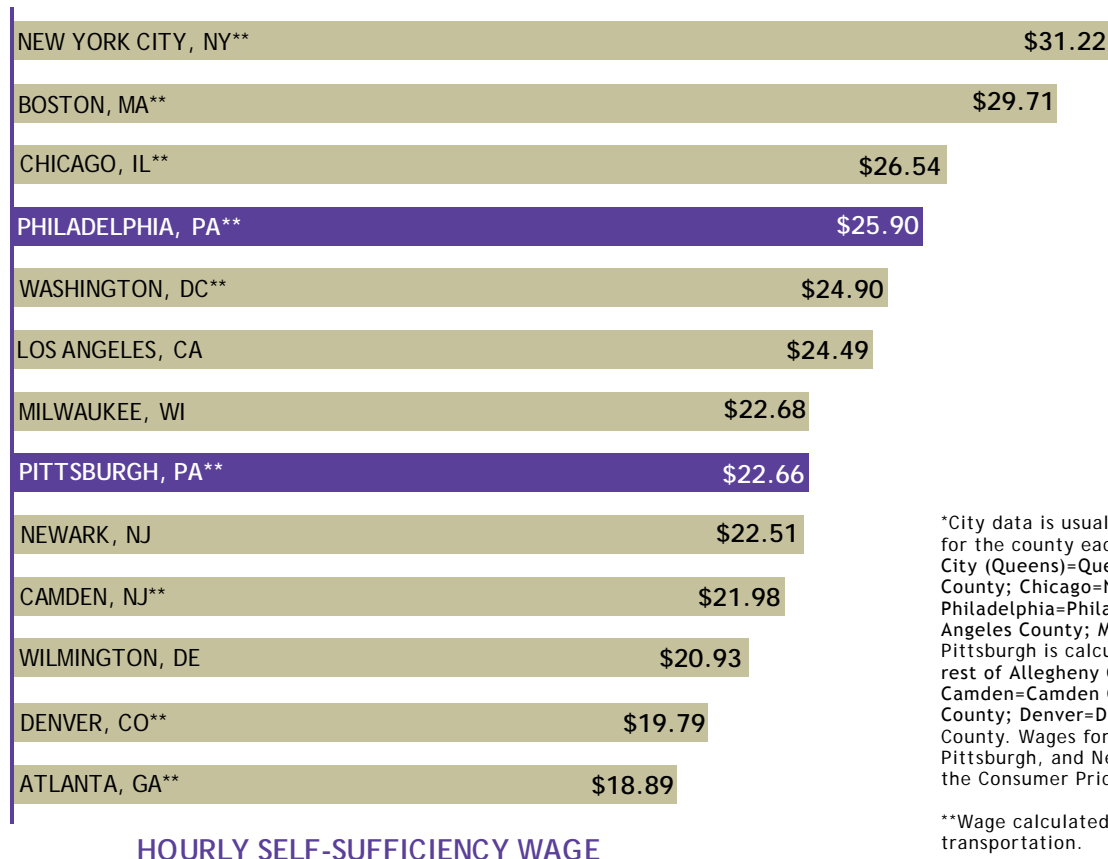 NEW YORK CITY, NY** $31.22
BOSTON, MA** $29.71
CHICAGO, IL** $26.54
PHILADELPHIA, PA** $25.90
WASHINGTON, DC** $24.90
LOS ANGELES, CA $24.49
MILWAUKEE, WI $22.68
PITTSBURGH, PA** $22.66
NEWARK, NJ $22.51
CAMDEN, NJ** $21.98
WILMINGTON, DE $20.93
DENVER, CO** $19.79
ATLANTA, GA** $18.89
HOURLY SELF-SUFFICIENCY WAGE
*City data is
for the county
City (Queens)
County;
Angeles County;
Pittsburgh is
rest of Allegheny
Camden=Camden
County;
County. Wages for
Pittsburgh, and
the Consumer
**Wage calculated
transportation.